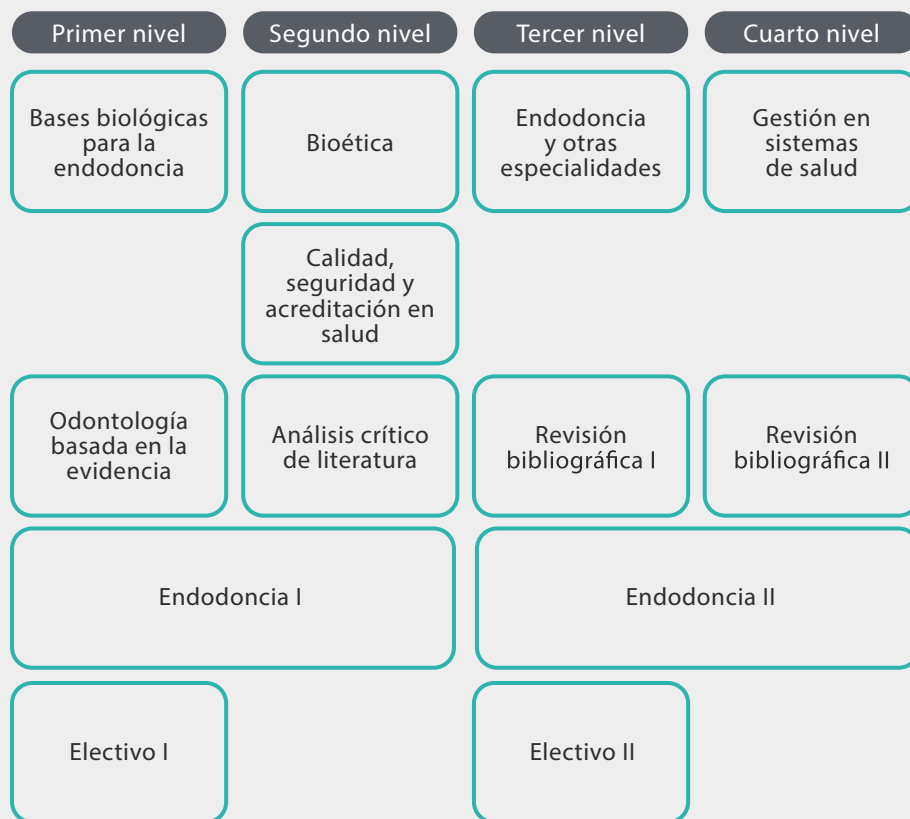 Primer nivel
Segundo nivel
Tercer nivel
Cuarto nivel
Bases biológicas
para la
endodoncia
Bioética
Endodoncia
y otras
especialidades
Gestión en
sistemas
de salud
Calidad,
seguridad y
acreditación en
salud
Odontología
basada en la
evidencia
Análisis crítico
de literatura
Revisión
bibliográfica I
Revisión
bibliográfica II
Endodoncia I
Endodoncia II
Electivo I
Electivo II